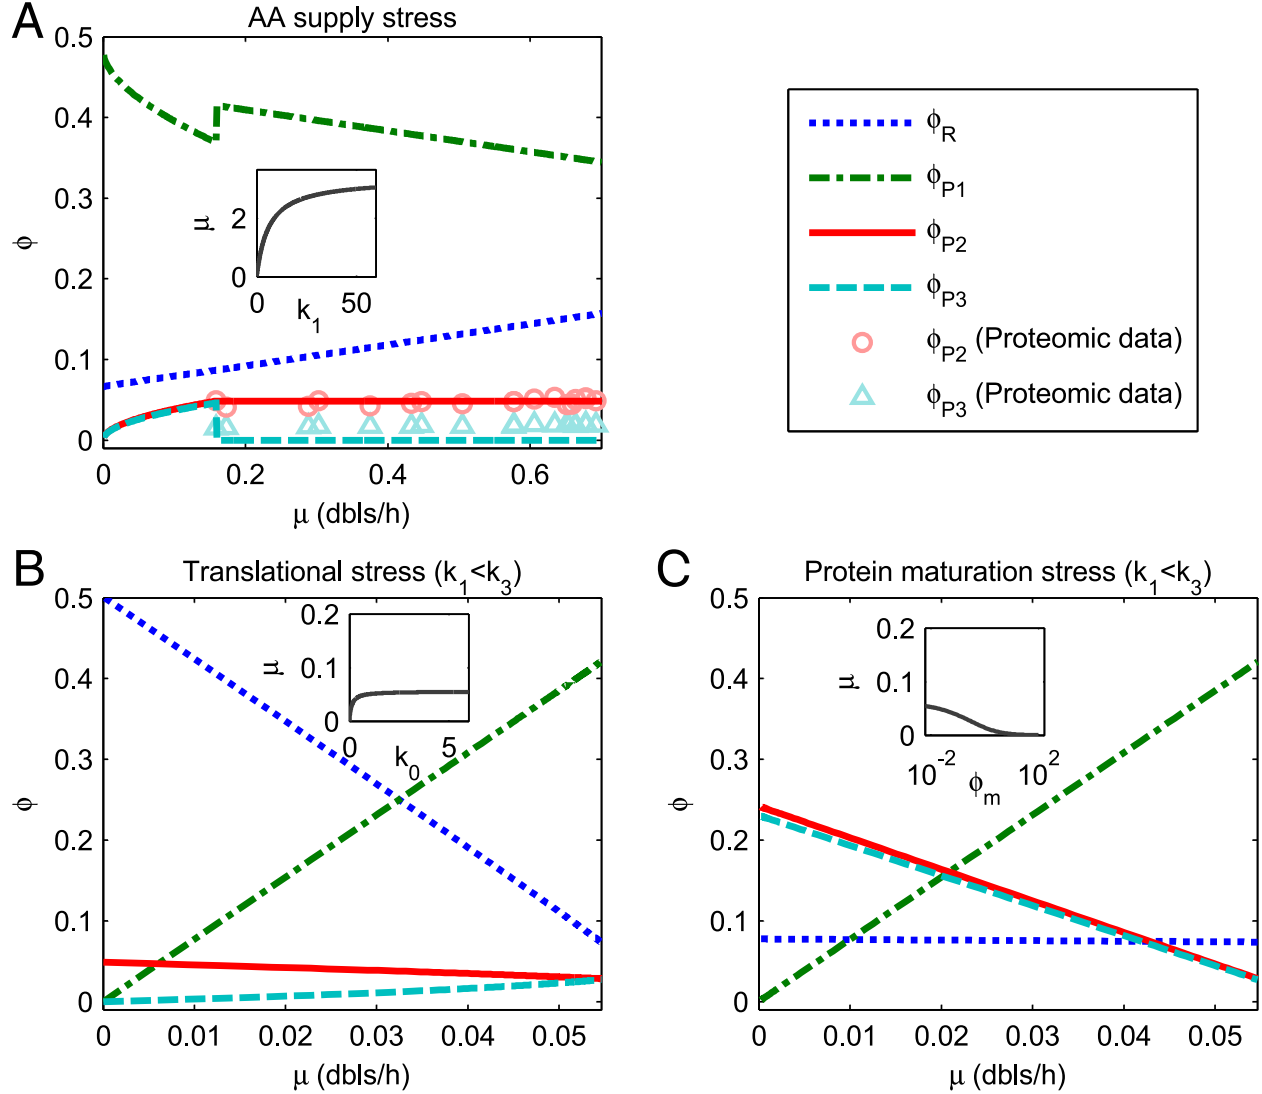 A
AA supply stress
0.5
0.4
0.3
0.2
0.1
0
ϕ
0
0.2
0.4
0.6
μ (dbls/h)
μ
2
0
0
50
k1
ϕR
ϕP1
ϕP2
ϕP3
ϕP2 (Proteomic data)
ϕP3 (Proteomic data)
B
Translational stress (k1<k3)
0.5
0.4
0.3
0.2
0.1
0
ϕ
0
0.01
0.02
0.03
0.04
0.05
μ (dbls/h)
μ
0.2
0.1
0
0
5
k0
C
Protein maturation stress (k1<k3)
0.5
0.4
0.3
0.2
0.1
0
ϕ
0
0.01
0.02
0.03
0.04
0.05
μ (dbls/h)
μ
0.2
0.1
0
10^-2
10^2
ϕm